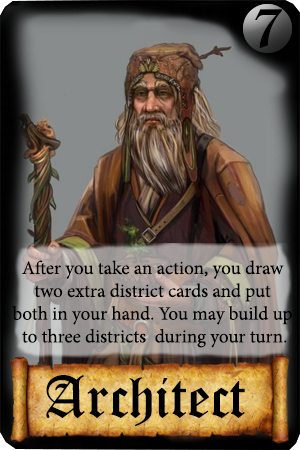 7
After you take an action, you draw
two extra district cards and put
both in your hand. You may build up
to three districts during your turn.
Architect